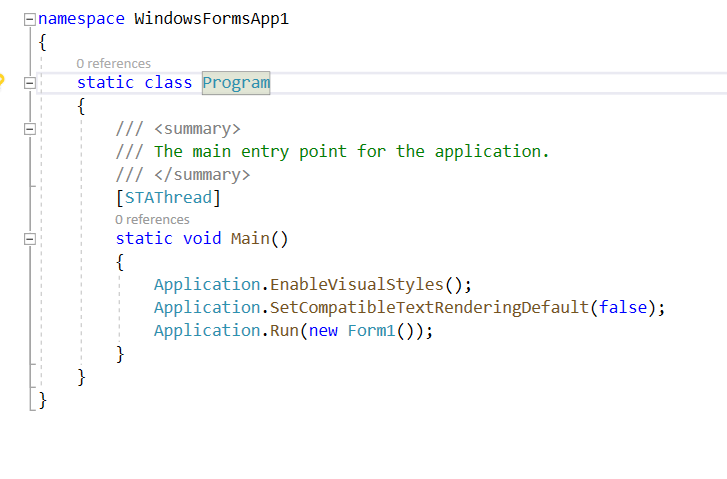 namespace WindowsFormsApp1
{
0 references
static class Program
{
/// <summary>
/// The main entry point for the application.
/// </summary>
[STAThread]
0 references
static void Main()
{
Application.EnableVisualStyles();
Application.SetCompatibleTextRenderingDefault(false);
Application.Run(new Form1());
}
}
}